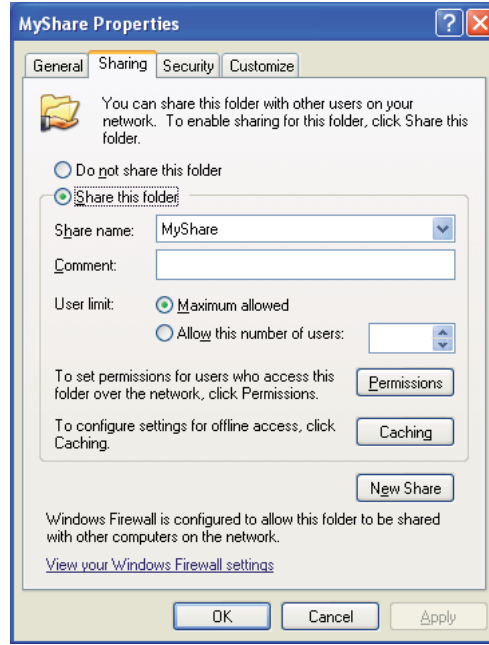 MyShare Properties
General Sharing Security Customize
You can share this folder with other users on your
network. To enable sharing for this folder, click Share this
folder.
Do not share this folder
Share this folder
Share name: MyShare
Comment:
User limit: Maximum allowed
Allow this number of users:
To set permissions for users who access this
folder over the network, click Permissions.
Permissions
To configure settings for offline access, click
Caching.
Caching
New Share
Windows Firewall is configured to allow this folder to be shared
with other computers on the network.
View your Windows Firewall settings
OK Cancel Apply